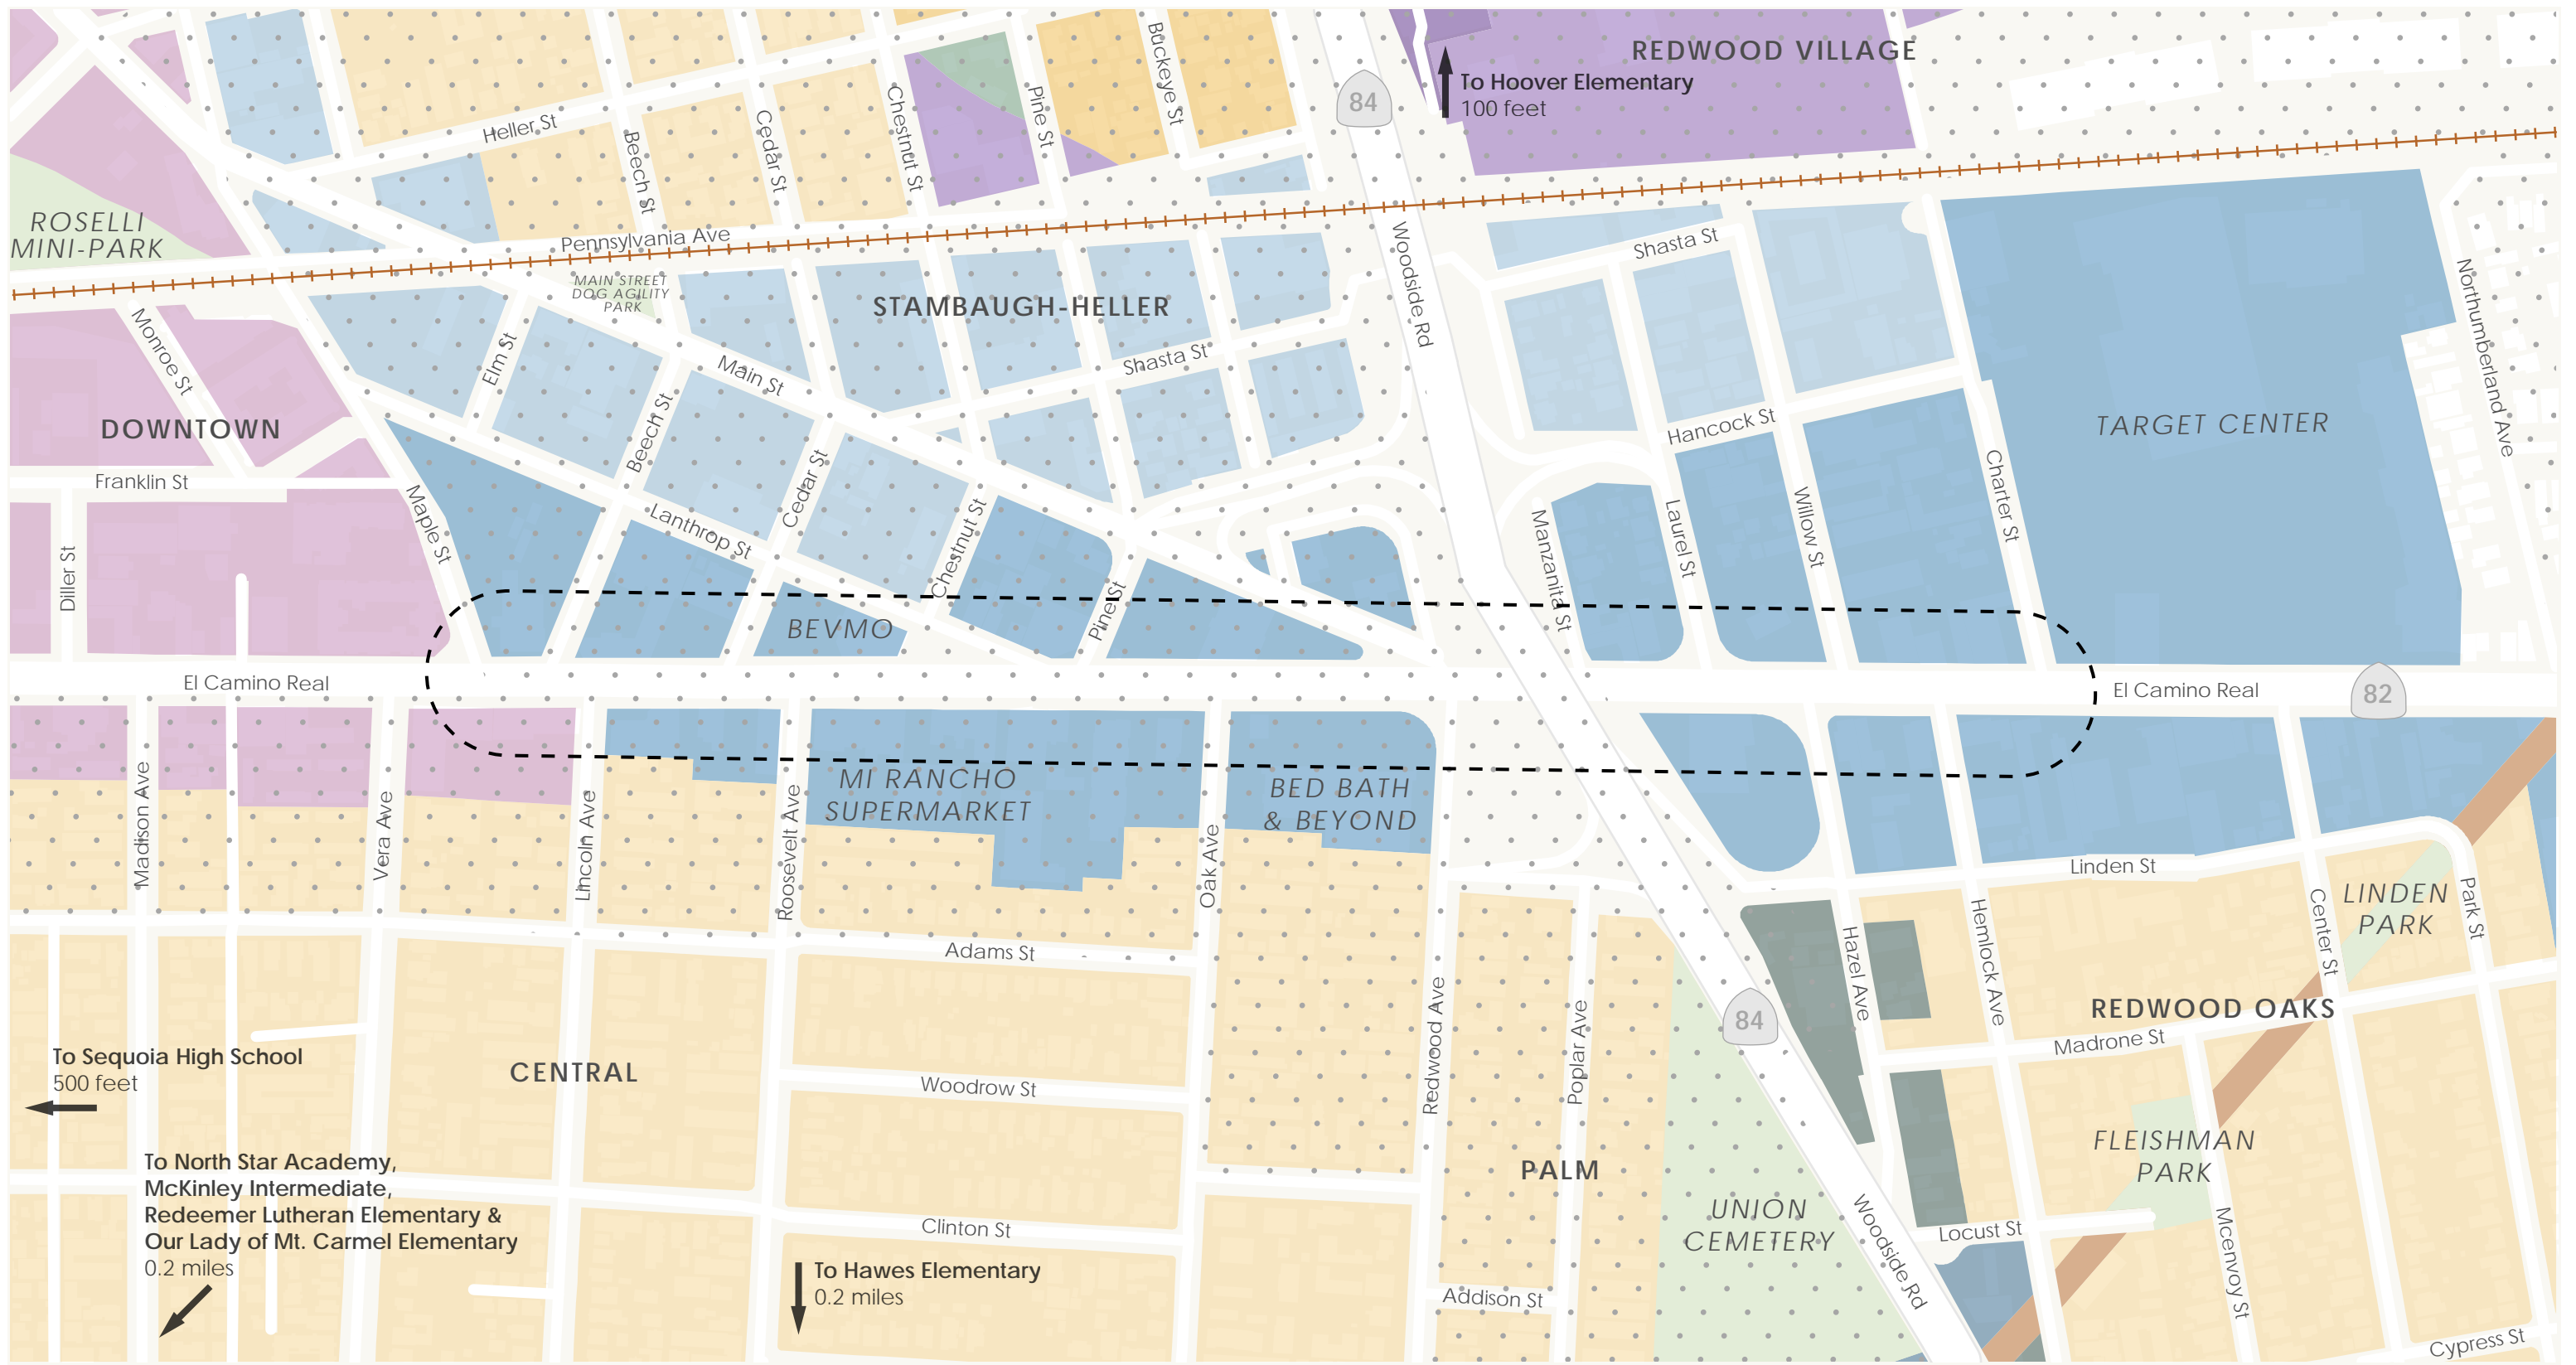 REDWOOD VILLAGE
To Hoover Elementary
100 feet
84
Buckeye St
Pine St
Chestnut St
Cedar St
Beech St
Heller St
Pennsylvania Ave
ROSELLI
MINI-PARK
MAIN STREET
DOG AGILITY
PARK
STAMBAUGH-HELLER
Woodside Rd
Shasta St
Northumberland Ave
Monroe St
Elm St
Main St
Shasta St
DOWNTOWN
Hancock St
TARGET CENTER
Franklin St
Beech St
Cedar St
Lanthrop St
Chestnut St
Maple St
Diller St
Pine St
Manzanita St
Laurel St
Willow St
Charter St
BEVMO
El Camino Real
El Camino Real
82
MI RANCHO
SUPERMARKET
BED BATH
& BEYOND
Madison Ave
Vera Ave
Lincoln Ave
Roosevelt Ave
Oak Ave
Linden St
LINDEN
PARK
Park St
Center St
Adams St
Redwood Ave
Poplar Ave
84
Hazel Ave
Hemlock Ave
REDWOOD OAKS
Madrone St
To Sequoia High School
500 feet
CENTRAL
Woodrow St
FLEISHMAN
PARK
PALM
To North Star Academy,
McKinley Intermediate,
Redeemer Lutheran Elementary &
Our Lady of Mt. Carmel Elementary
0.2 miles
Clinton St
UNION
CEMETERY
Woodside Rd
Locust St
Mcenvoy St
To Hawes Elementary
0.2 miles
Addison St
Cypress St